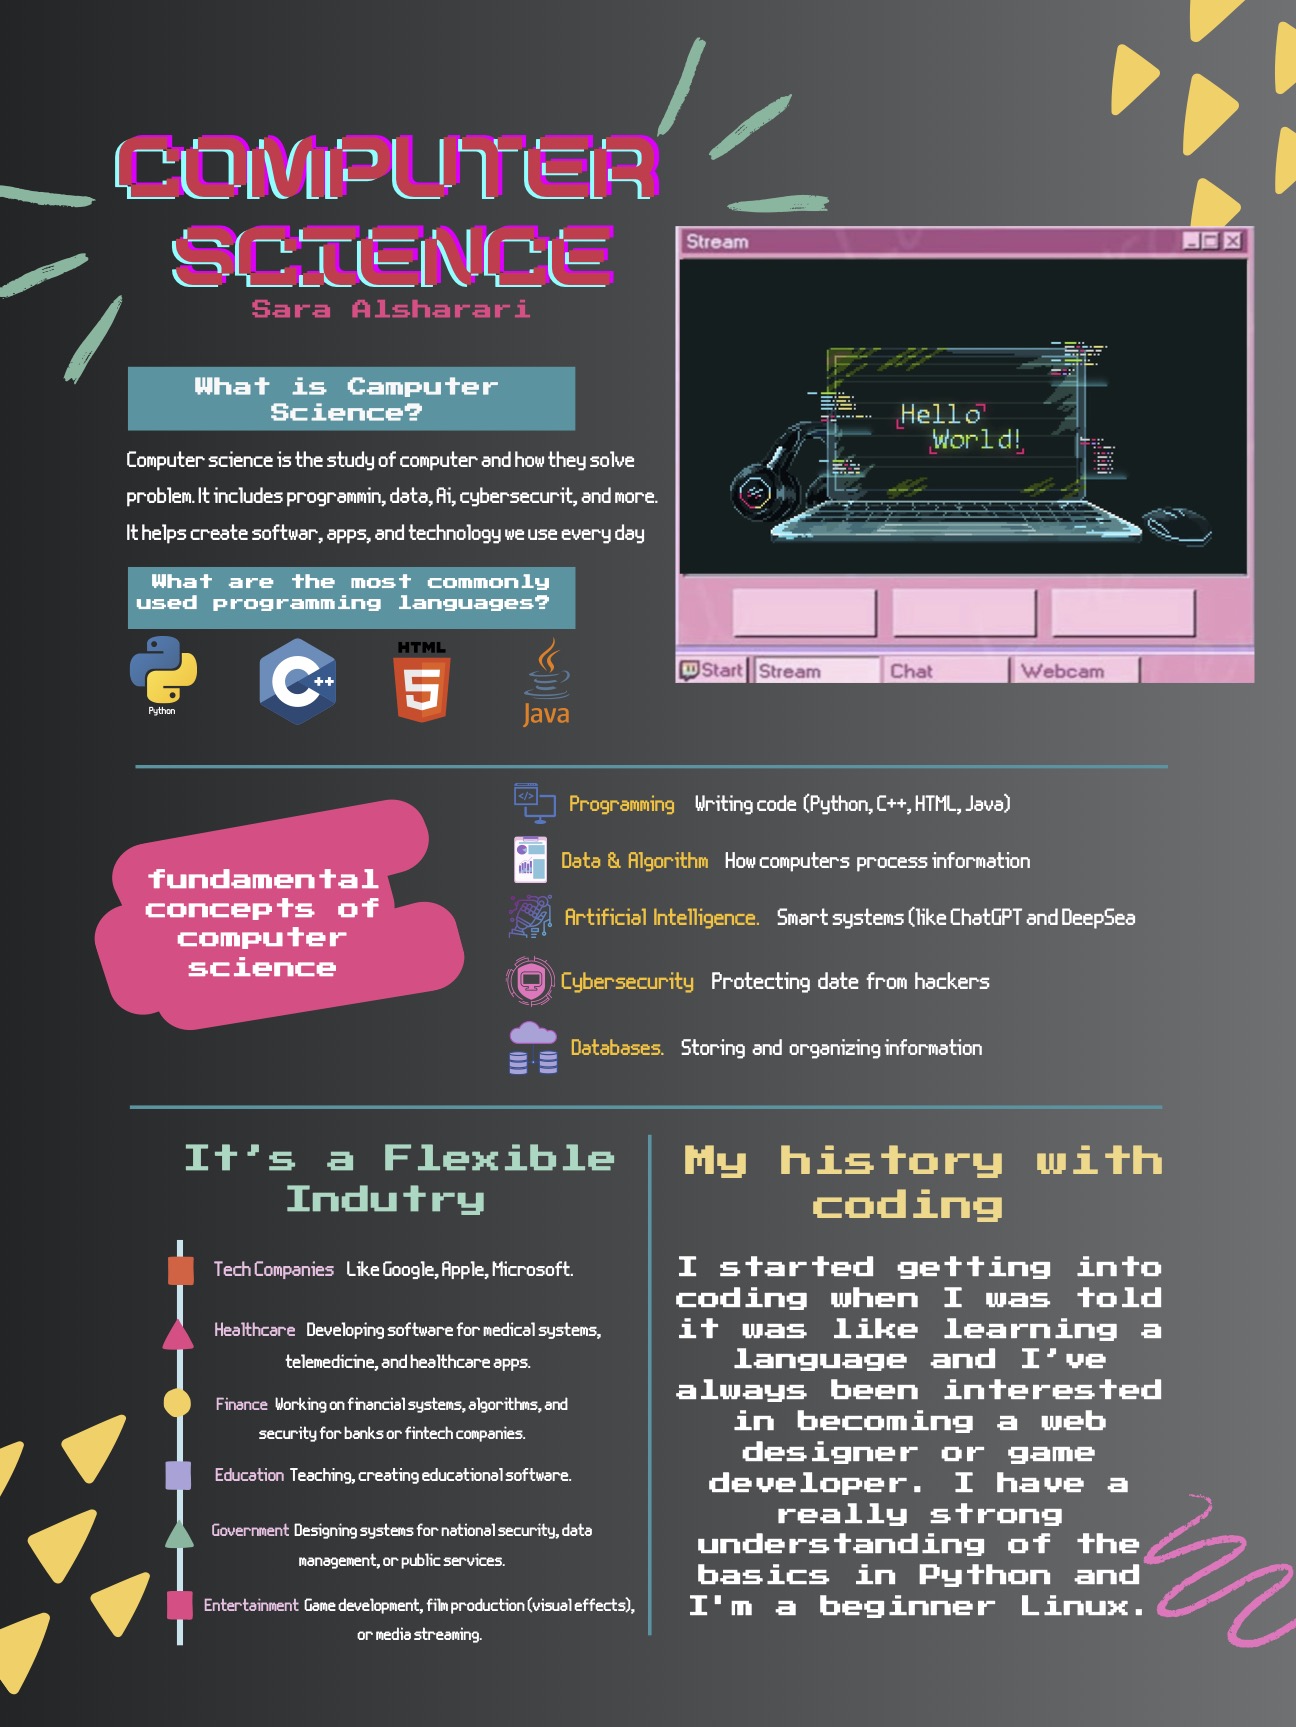 COMPUTER
SCIENCE
Sara Alsharari
What is Camputer
Science?
Computer science is the study of computer and how they solve
problem. It includes programmin, data, Ai, cybersecurit, and more.
It helps create softwar, apps, and technology we use every day
What are the most commonly
used programming languages?
Python
C++
HTML
5
Java
Stream
Hello
World!
Start Stream Chat Webcam
fundamental
concepts of
computer
science
</>
Programming Writing code (Python, C++, HTML, Java)
Data & Algorithm How computers process information
Artificial Intelligence. Smart systems (like ChatGPT and DeepSea
Cybersecurity Protecting date from hackers
Databases. Storing and organizing information
It's a Flexible
Indutry
Tech Companies Like Google, Apple, Microsoft.
Healthcare Developing software for medical systems,
telemedicine, and healthcare apps.
Finance Working on financial systems, algorithms, and
security for banks or fintech companies.
Education Teaching, creating educational software.
Government Designing systems for national security, data
management, or public services.
Entertainment Game development, film production (visual effects),
or media streaming.
My history with
coding
I started getting into
coding when I was told
it was like learning a
language and I've
always been interested
in becoming a web
designer or game
developer. I have a
really strong
understanding of the
basics in Python and
I'm a beginner Linux.